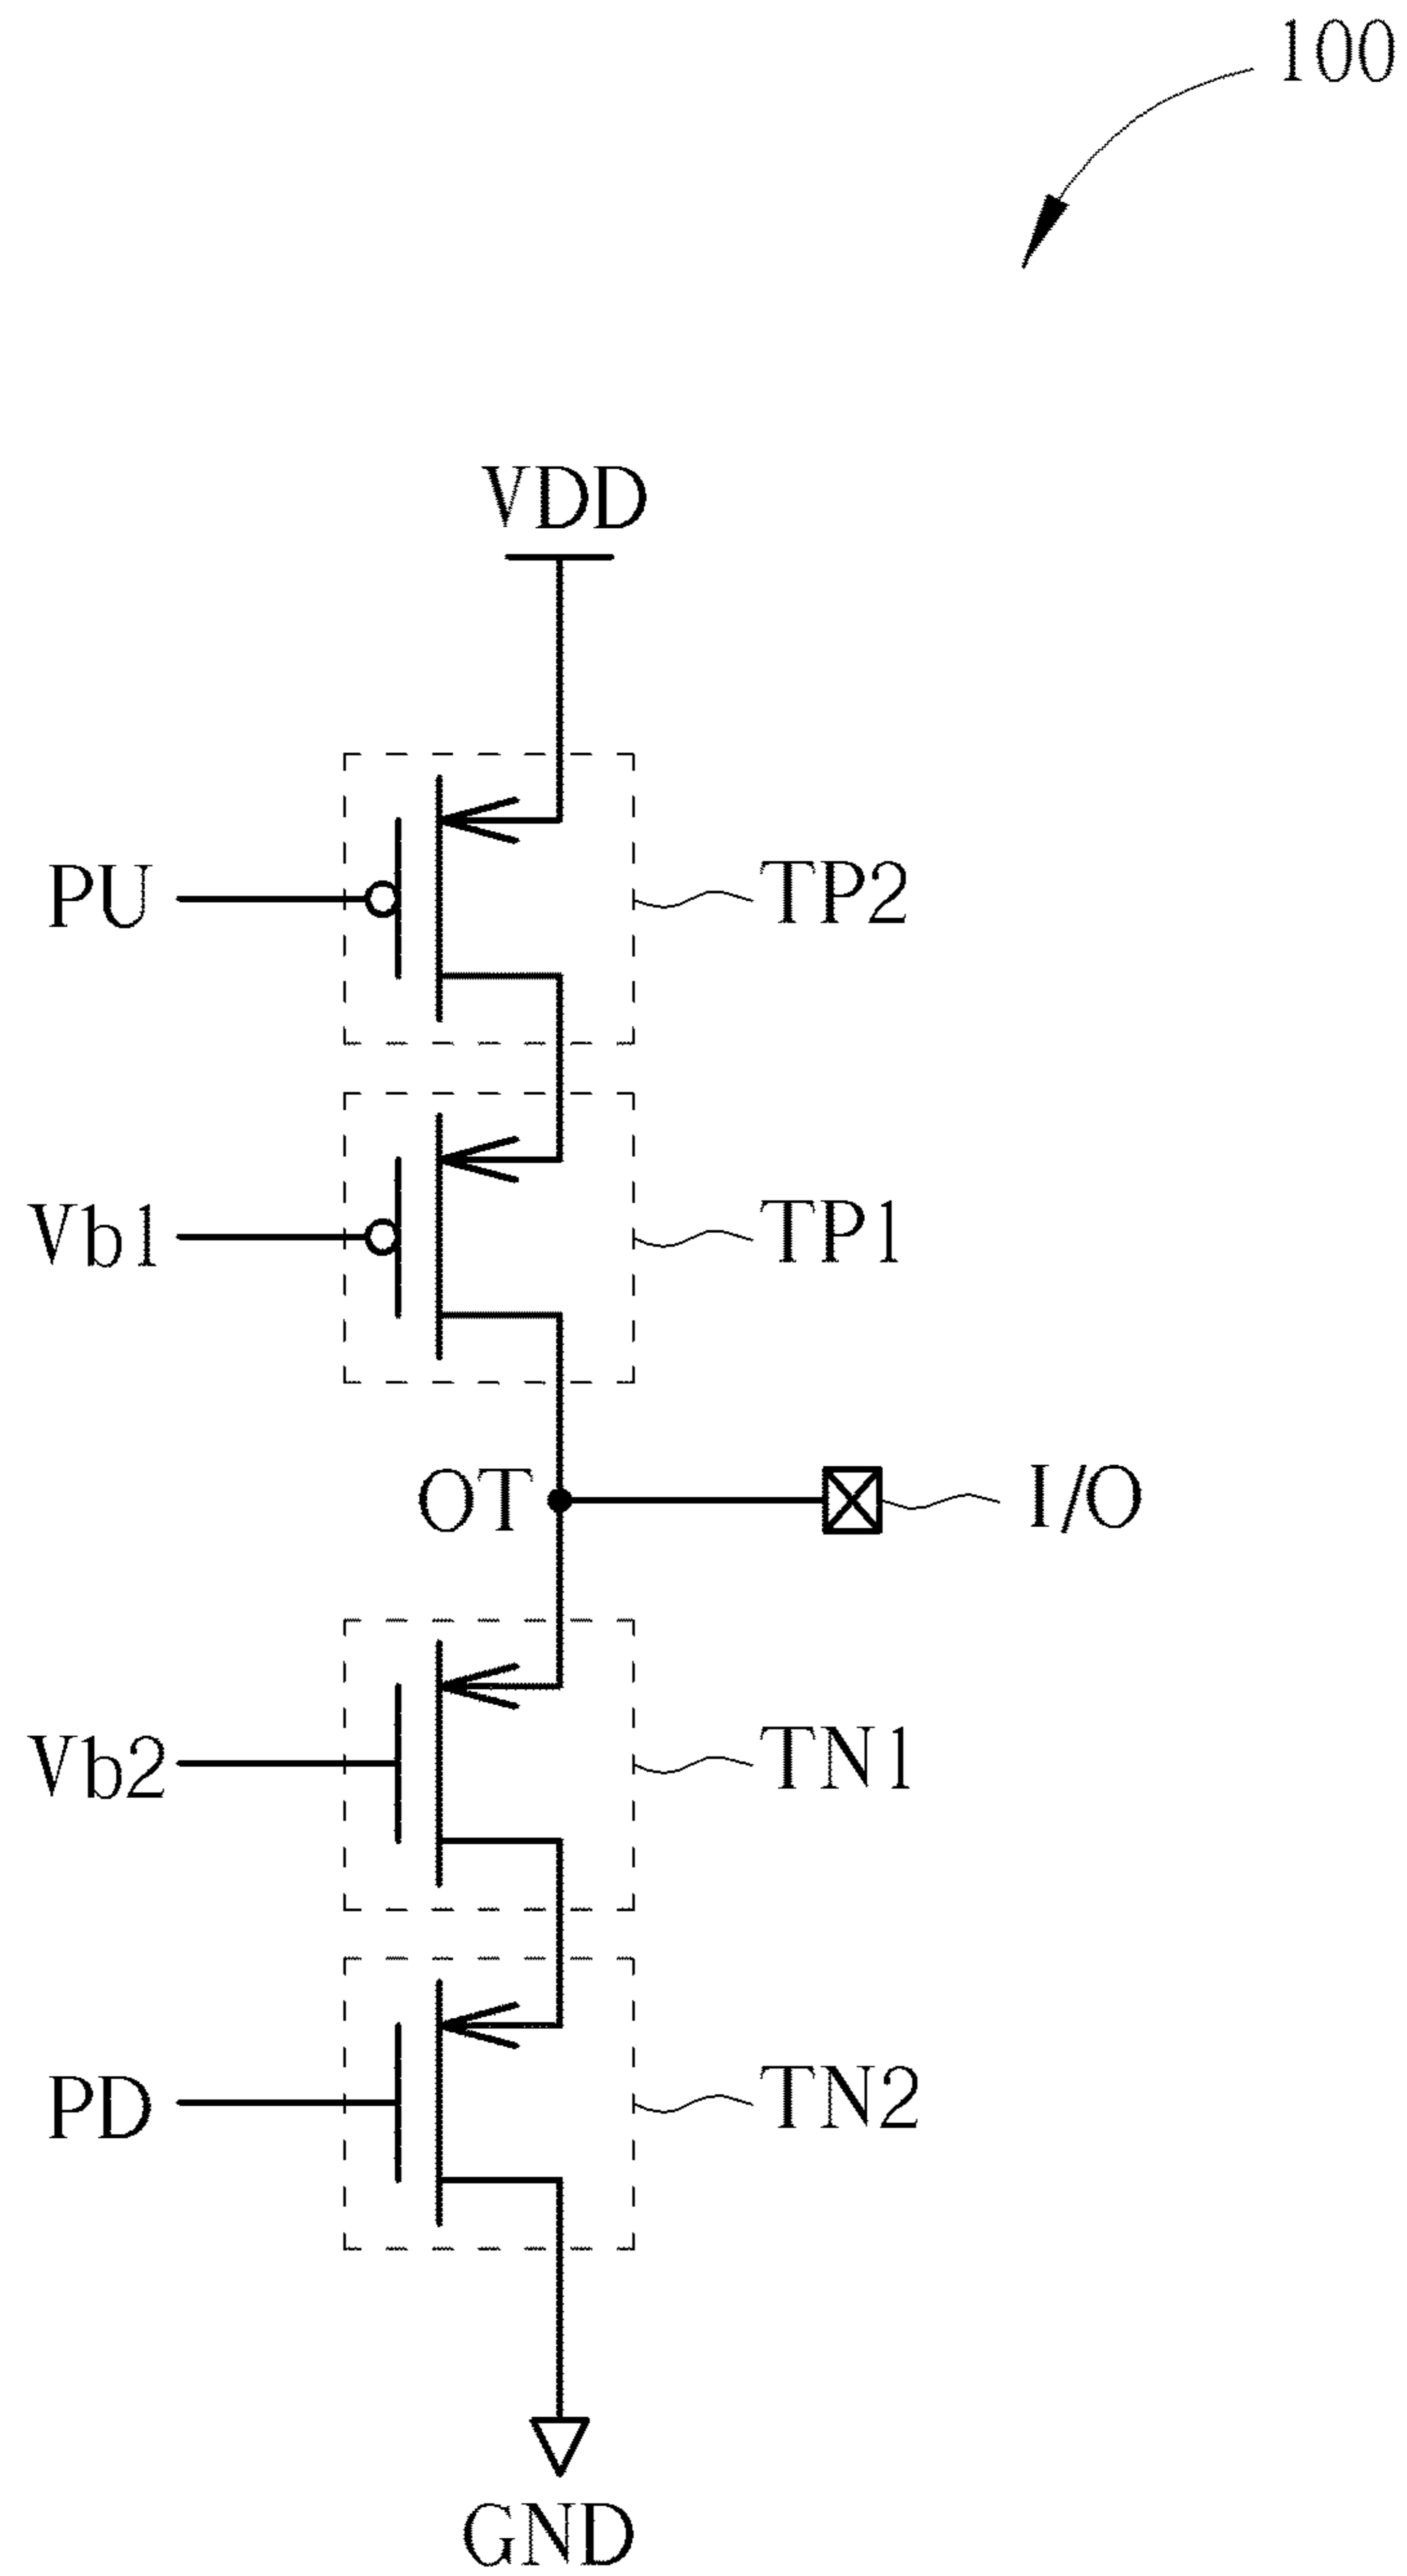 100
VDD
PU
TP2
Vb1
TP1
OT
I/O
Vb2
TN1
PD
TN2
GND